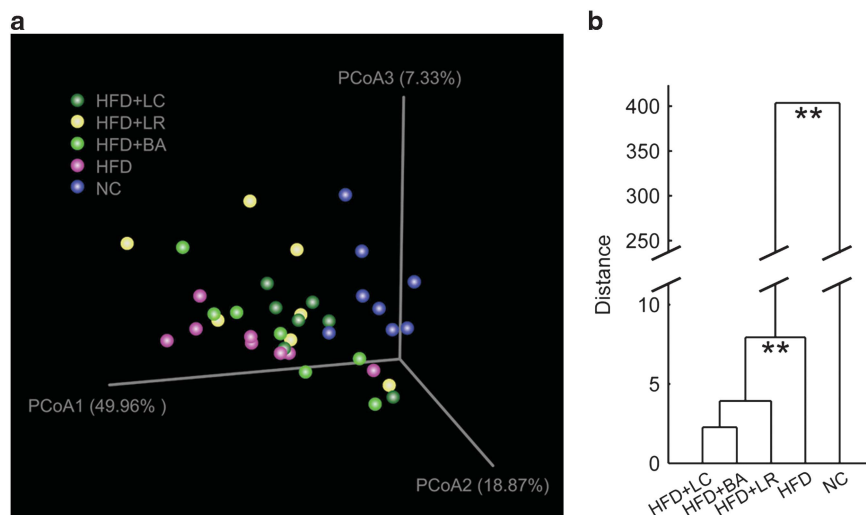 a
PCoA3 (7.33%)
HFD+LC
HFD+LR
HFD+BA
HFD
NC
PCoA1 (49.96% )
PCoA2 (18.87%)
b
Distance
400
350
300
250
10
5
0
**
**
HFD+LC
HFD+BA
HFD+LR
HFD
NC